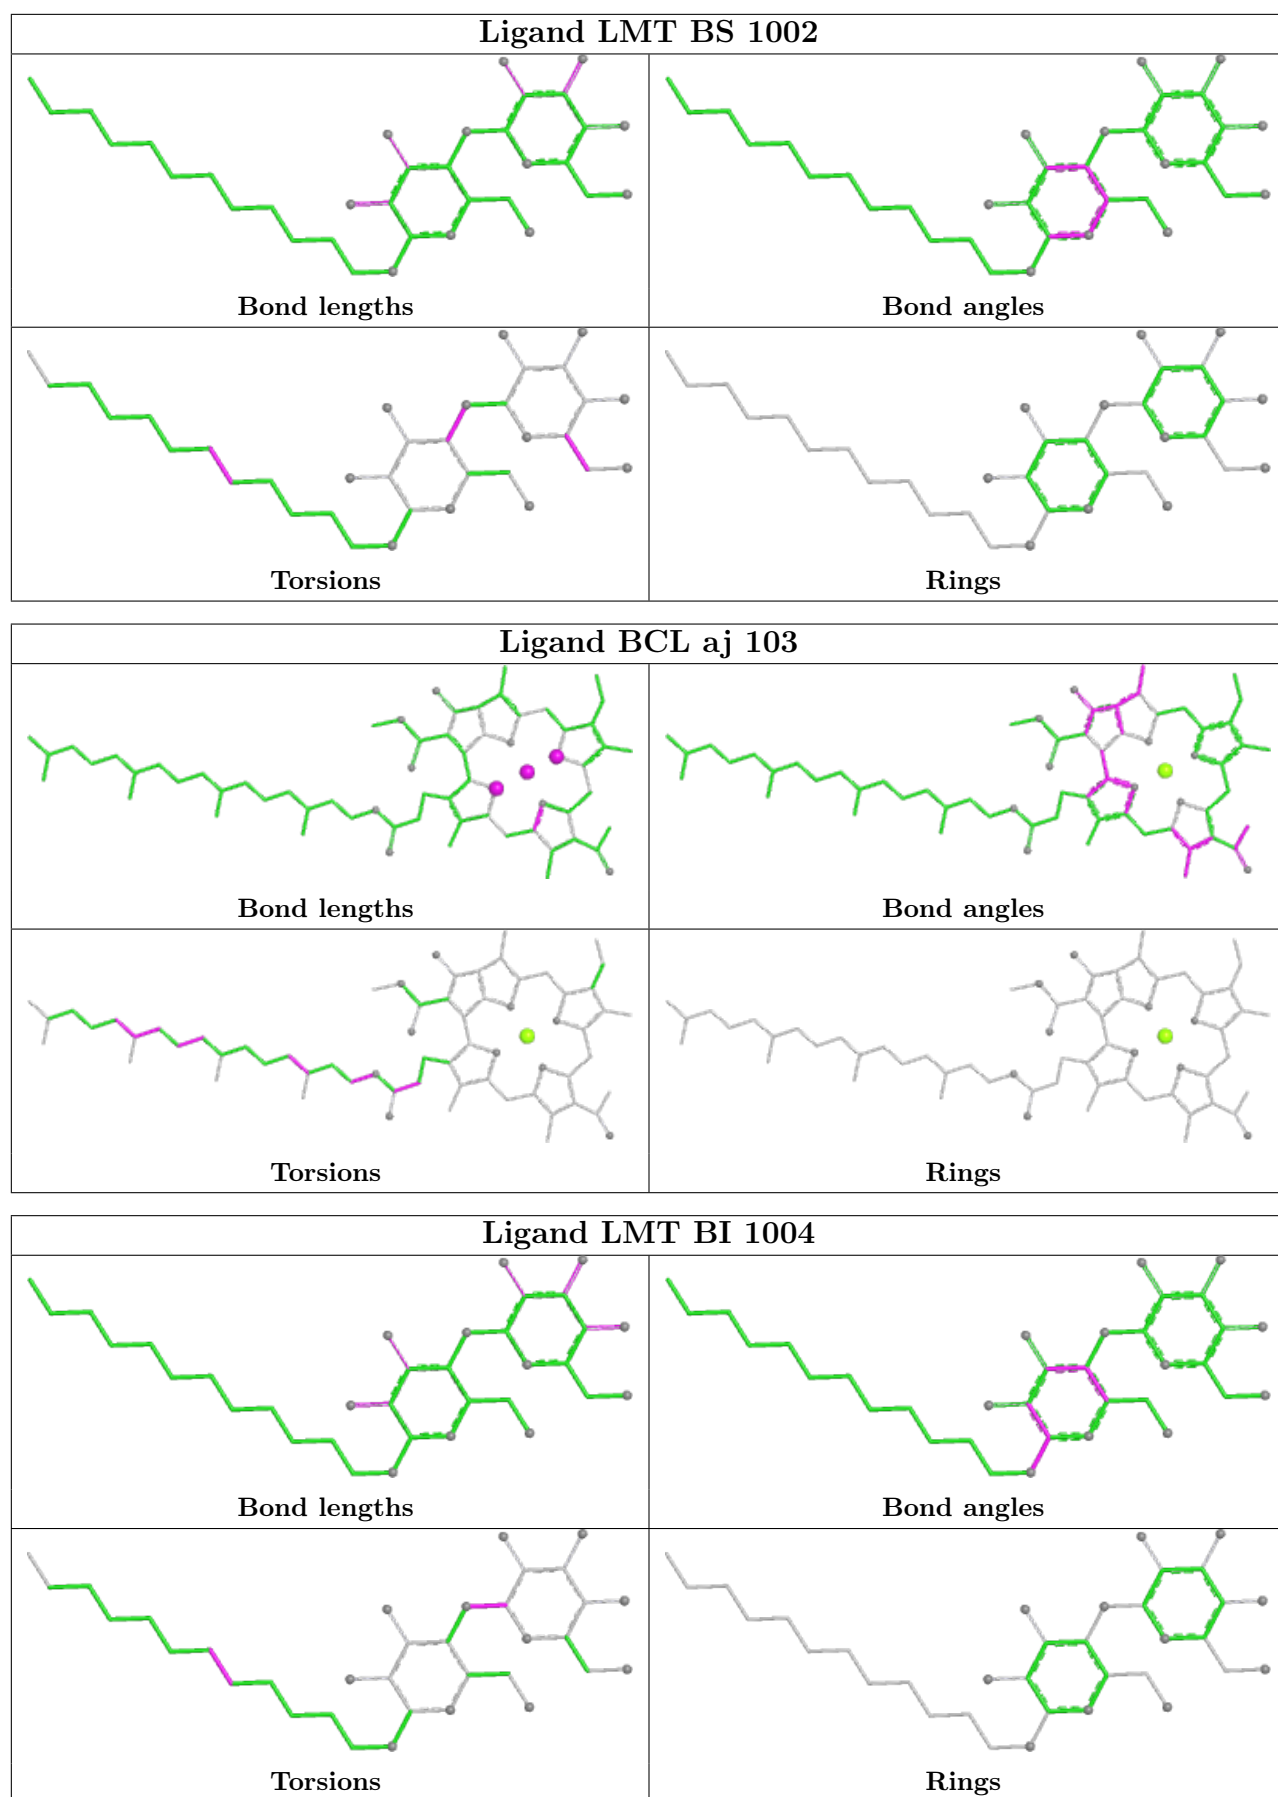 Ligand LMT BS 1002
Bond lengths
Bond angles
Torsions
Rings
Ligand BCL aj 103
Bond lengths
Bond angles
Torsions
Rings
Ligand LMT BI 1004
Bond lengths
Bond angles
Torsions
Rings